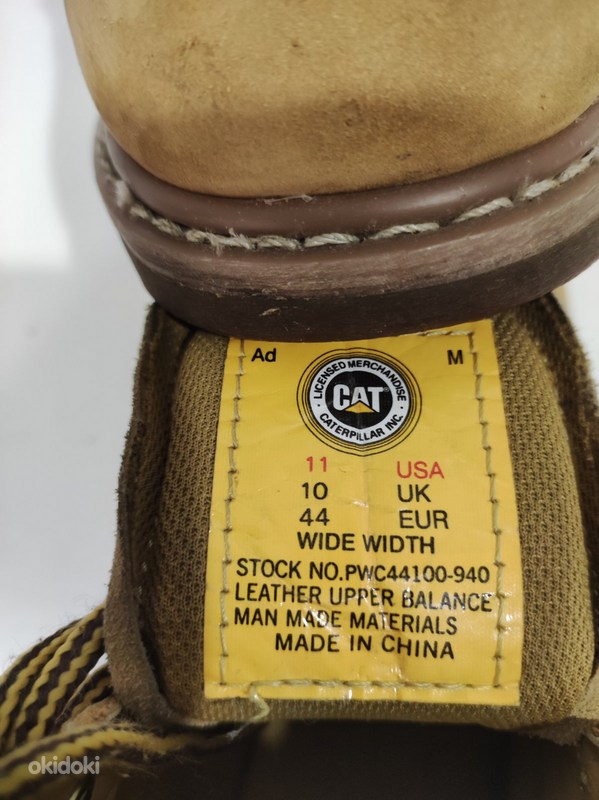 Ad M
LICENSED MERCHANDISE
CAT
CATERPILLAR INC.
11 USA
10 UK
44 EUR
WIDE WIDTH
STOCK NO.PWC44100-940
LEATHER UPPER BALANCE
MAN MADE MATERIALS
MADE IN CHINA
okidoki